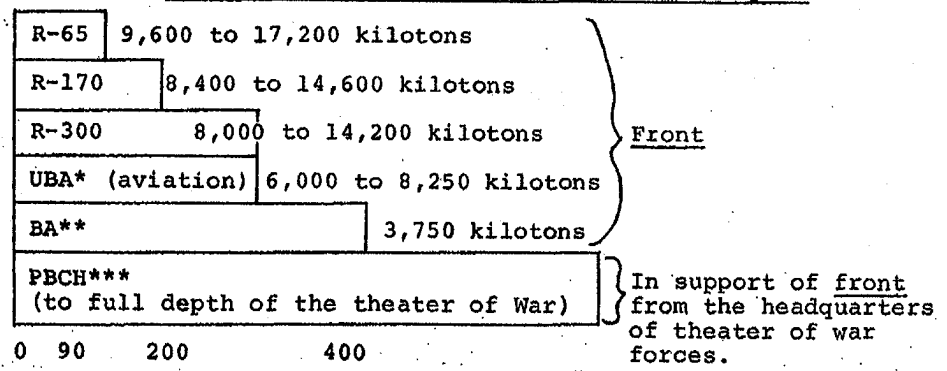 R-65 9,600 to 17,200 kilotons
R-170 8,400 to 14,600 kilotons
R-300 8,000 to 14,200 kilotons
UBA* (aviation) 6,000 to 8,250 kilotons
BA** 3,750 kilotons
Front
PBCH***
(to full depth of the theater of War)
In support of front
from the headquarters
of theater of war
forces.
0 90 200 400